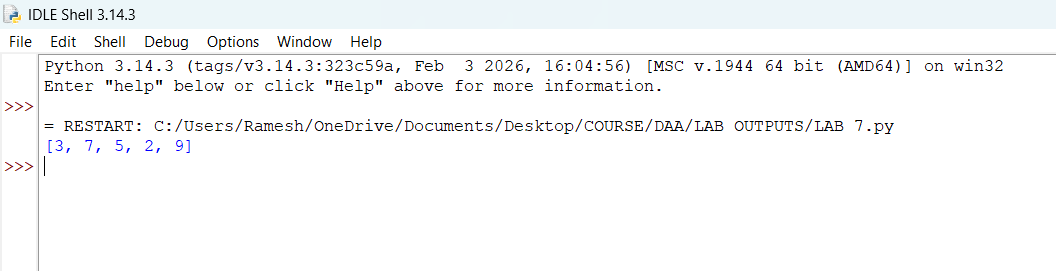 IDLE Shell 3.14.3
File Edit Shell Debug Options Window Help
Python 3.14.3 (tags/v3.14.3:323c59a, Feb  3 2026, 16:04:56) [MSC v.1944 64 bit (AMD64)] on win32
Enter "help" below or click "Help" above for more information.
>>>
= RESTART: C:/Users/Ramesh/OneDrive/Documents/Desktop/COURSE/DAA/LAB OUTPUTS/LAB 7.py
[3, 7, 5, 2, 9]
>>>